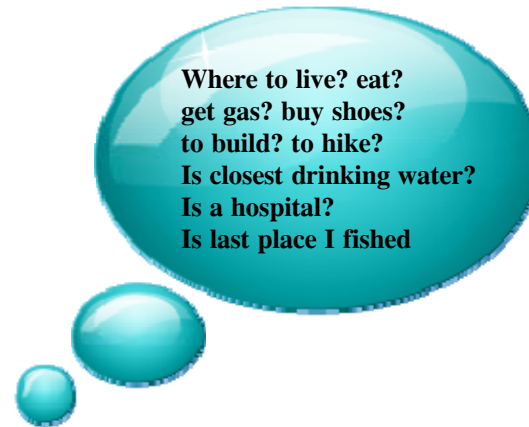 Where to live? eat?
get gas? buy shoes?
to build? to hike?
Is closest drinking water?
Is a hospital?
Is last place I fished